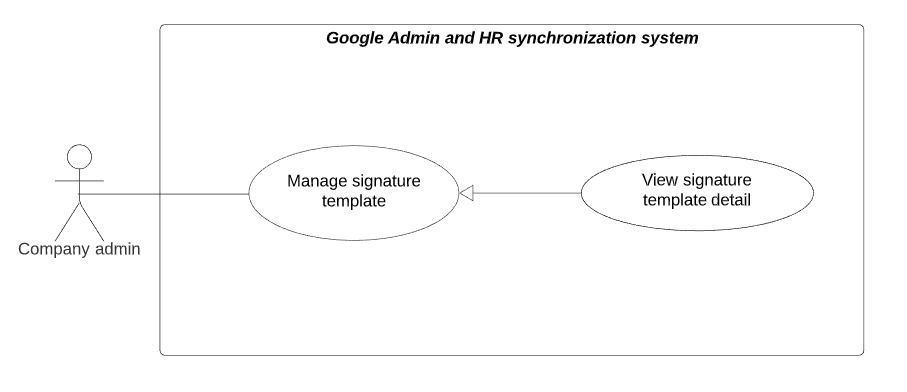 Google Admin and HR synchronization system
Manage signature
template
View signature
template detail
Company admin